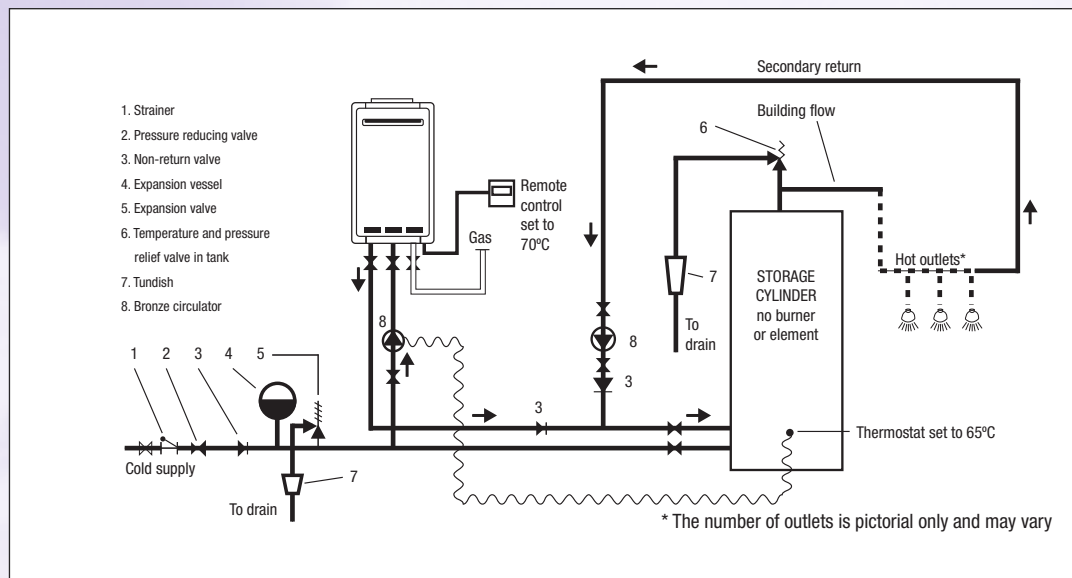 1. Strainer
2. Pressure reducing valve
3. Non-return valve
4. Expansion vessel
5. Expansion valve
6. Temperature and pressure
relief valve in tank
7. Tundish
8. Bronze circulator
Secondary return
Building flow
6
Remote
control
set to
70ºC
Gas
7
To
drain
STORAGE
CYLINDER
no burner
or element
Hot outlets*
8
8
3
1
2
3
4
5
3
Thermostat set to 65ºC
Cold supply
7
To drain
* The number of outlets is pictorial only and may vary